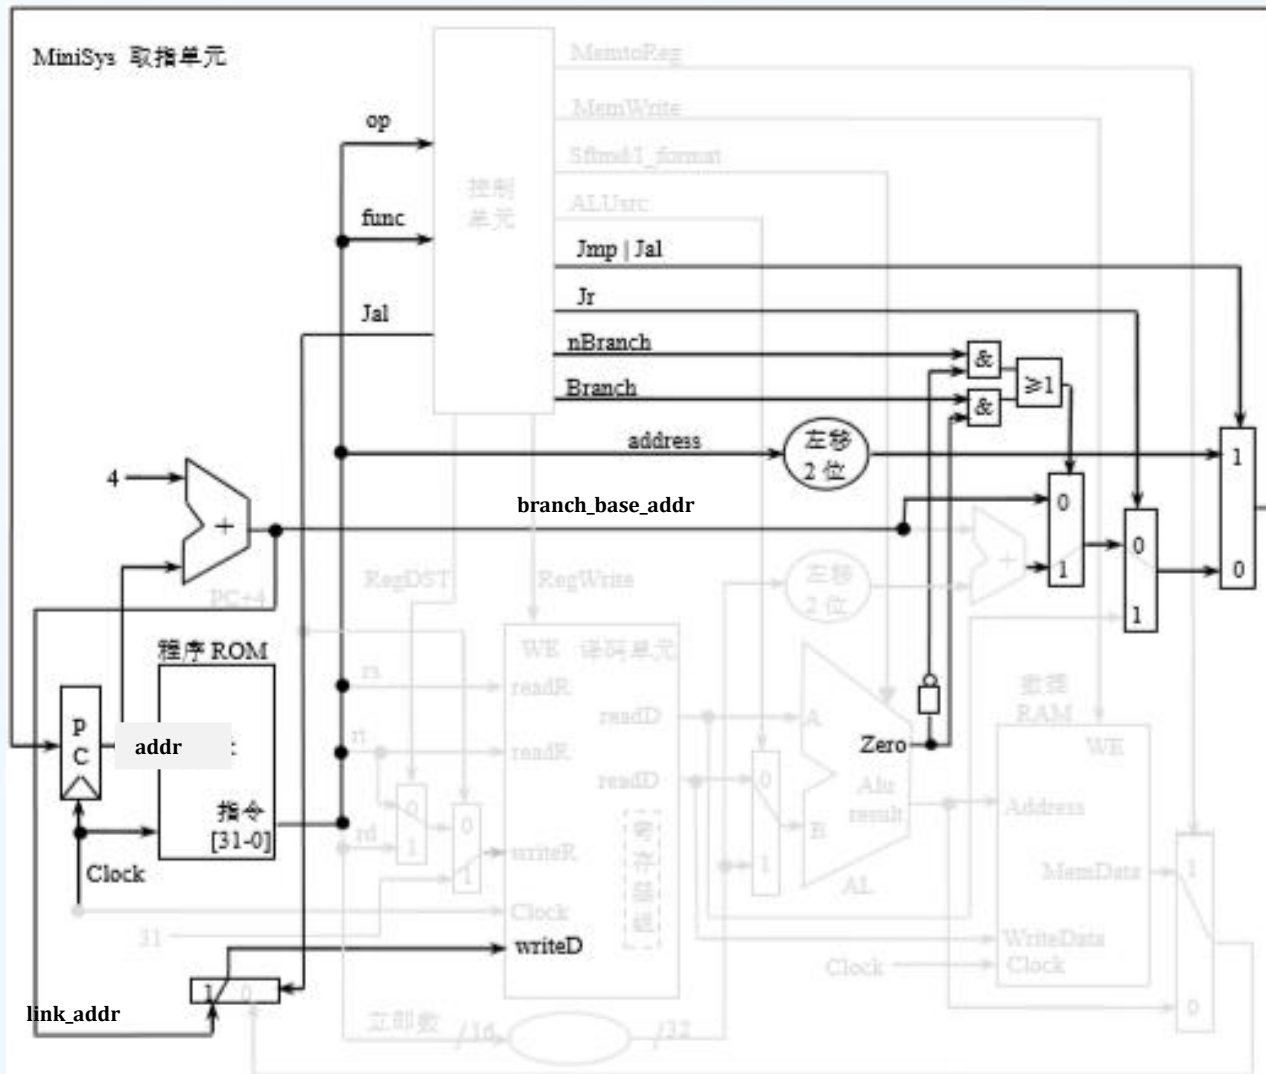 MiniSys 取指单元
MemtoReg
MemWrite
op
控制
单元
ALUsrc
func
Jmp | Jal
Jr
Jal
nBranch
Branch
&
≥1
&
address
左移
2 位
1
0
4
+
branch_base_addr
0
1
0
1
+
左移
2 位
PC+4
RegDST
RegWrite
程序 ROM
WE 译码单元
rs
readR
readD
A
数据
RAM
P
C
addr
rt
readR
readD
Zero
WE
0
1
Alu
result
B
Address
指令
[31-0]
0
1
rd
0
1
writeR
寄
存
器
组
AL
MemData
1
0
Clock
Clock
31
writeD
WriteData
Clock
Clock
1 0
link_addr
立即数
/16
/32